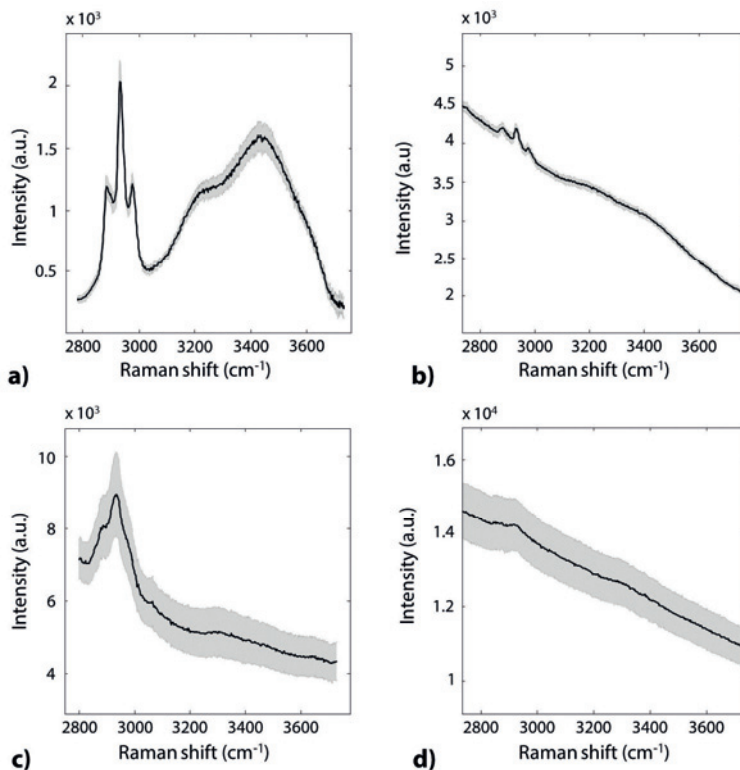 x 10³
Intensity (a.u.)
2
1.5
1
0.5
2800 3000 3200 3400 3600
Raman shift (cm⁻¹)
a)
x 10³
Intensity (a.u)
5
4.5
4
3.5
3
2.5
2
2800 3000 3200 3400 3600
Raman shift (cm⁻¹)
b)
x 10³
Intensity (a.u.)
10
8
6
4
2800 3000 3200 3400 3600
Raman shift (cm⁻¹)
c)
x 10⁴
Intensity (a.u.)
1.6
1.4
1.2
1
2800 3000 3200 3400 3600
Raman shift (cm⁻¹)
d)